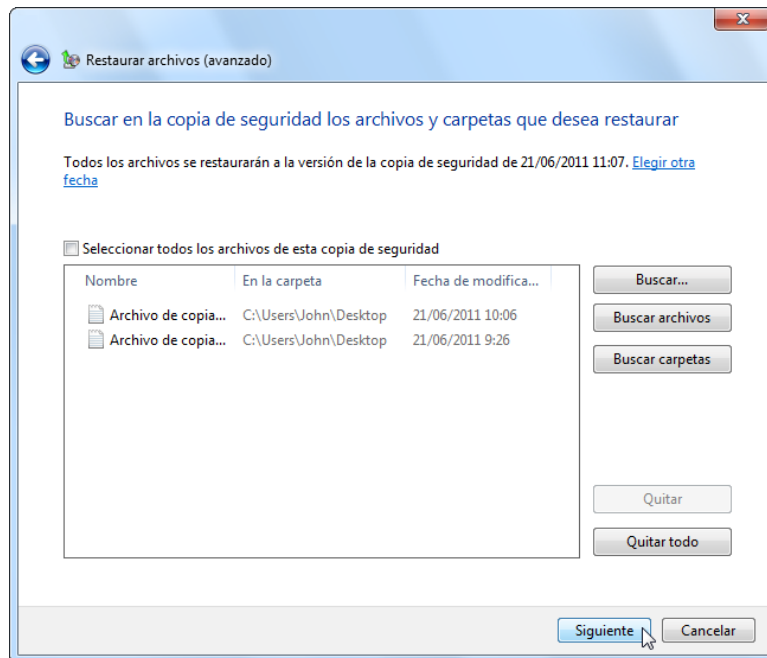 Restaurar archivos (avanzado)
Buscar en la copia de seguridad los archivos y carpetas que desea restaurar
Todos los archivos se restaurarán a la versión de la copia de seguridad de 21/06/2011 11:07. Elegir otra
fecha
Seleccionar todos los archivos de esta copia de seguridad
Nombre En la carpeta Fecha de modifica...
Archivo de copia... C:\Users\John\Desktop 21/06/2011 10:06
Archivo de copia... C:\Users\John\Desktop 21/06/2011 9:26
Buscar...
Buscar archivos
Buscar carpetas
Quitar
Quitar todo
Siguiente Cancelar